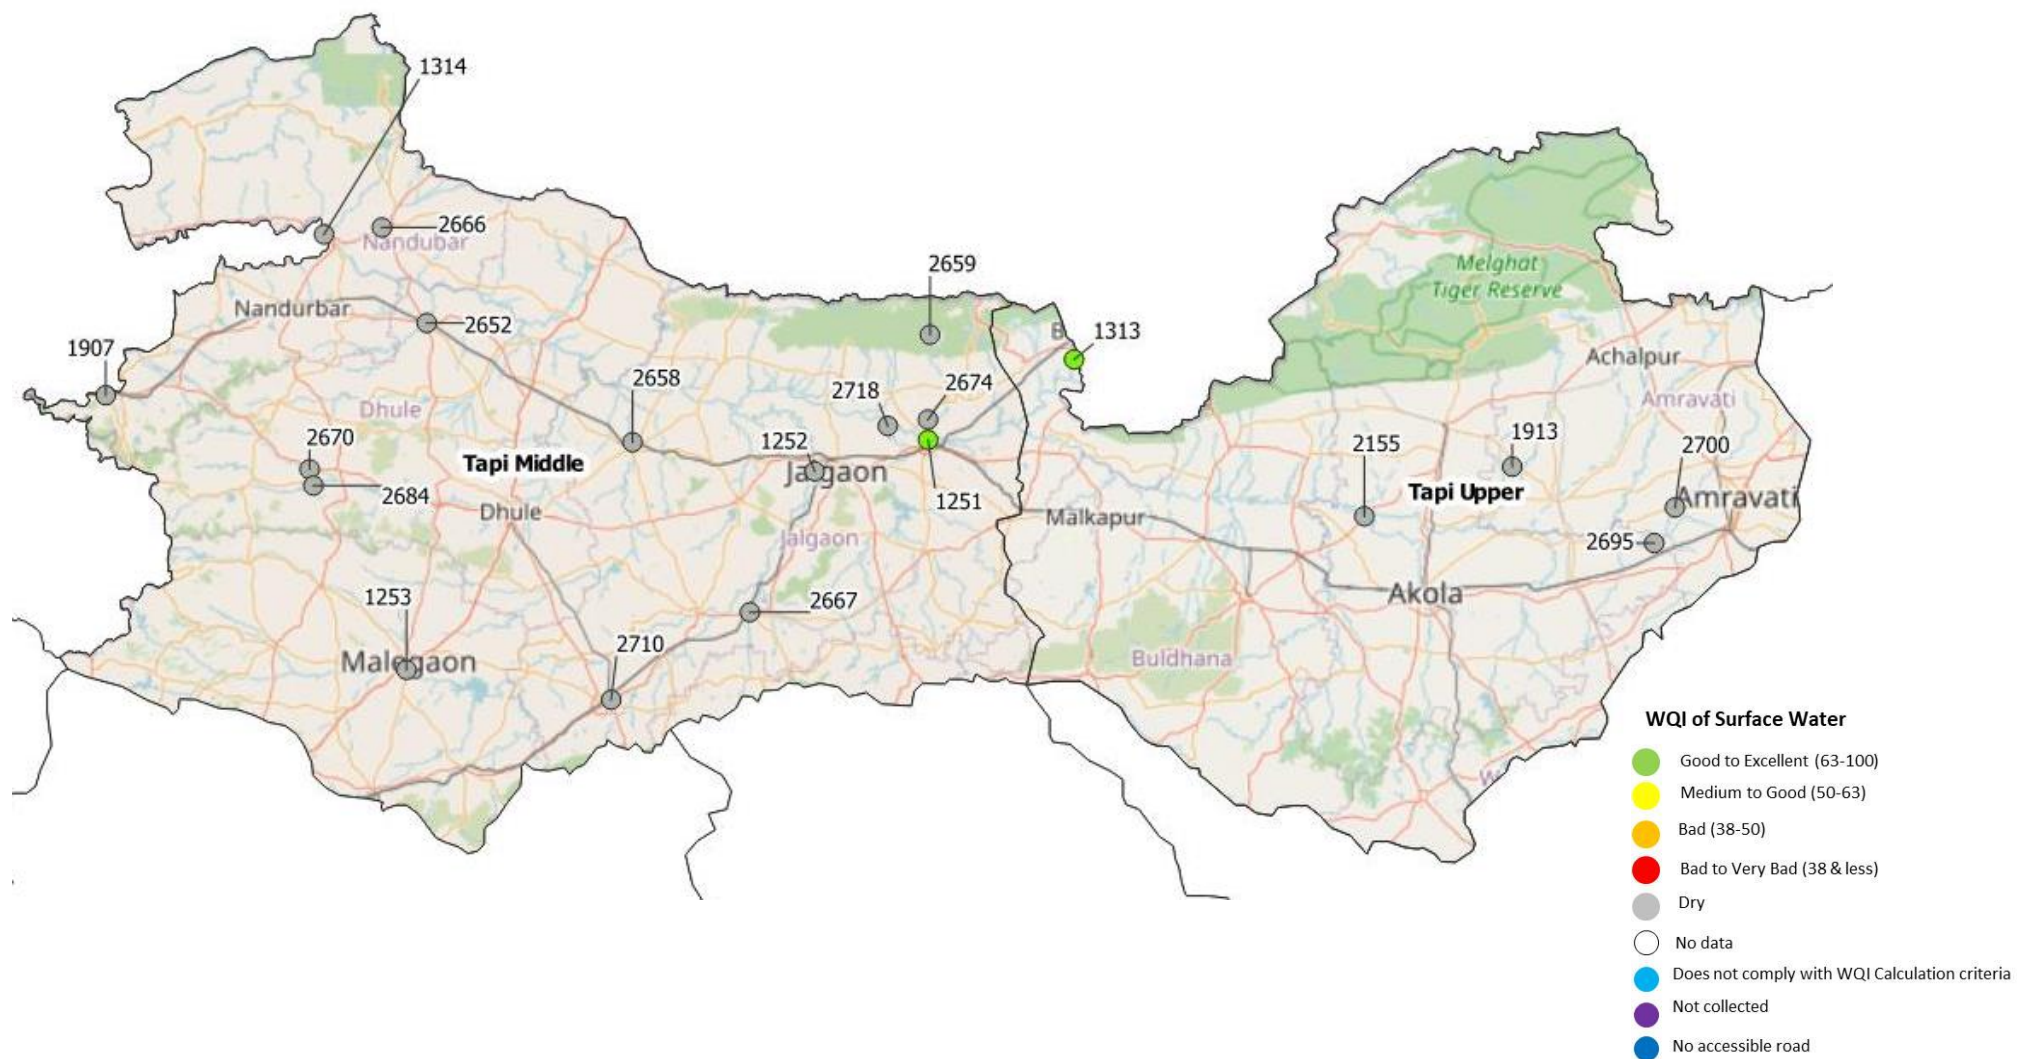 1314
2666
Nandubar
2659
Melghat
Tiger Reserve
Nandurbar
2652
B
1313
1907
Achalpur
2658
2718
2674
Dhule
Amravati
2670
1252
2155
1913
2700
Tapi Middle
Jalgaon
Tapi Upper
2684
1251
Amravati
Dhule
Malkapur
Jalgaon
2695
1253
2667
Akola
2710
Malegaon
Buldhana
WQI of Surface Water
Good to Excellent (63-100)
Medium to Good (50-63)
Bad (38-50)
W
Bad to Very Bad (38 & less)
Dry
No data
Does not comply with WQI Calculation criteria
Not collected
No accessible road